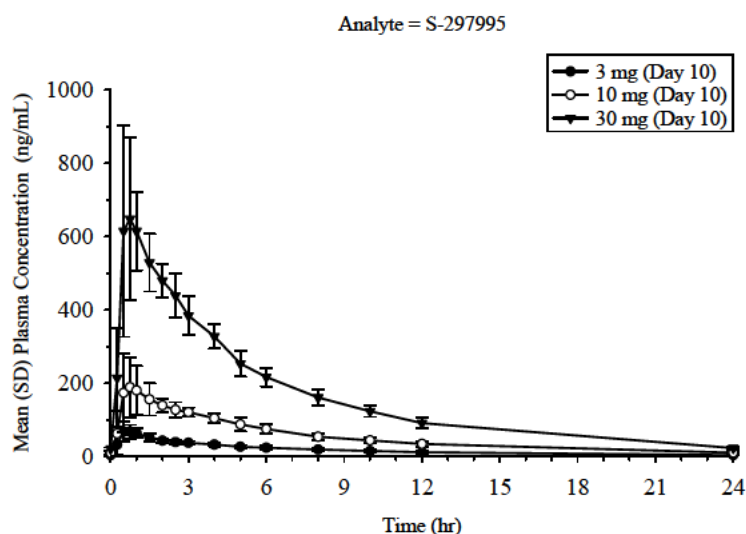 Analyte = S-297995
3 mg (Day 10)
10 mg (Day 10)
30 mg (Day 10)
Mean (SD) Plasma Concentration (ng/mL)
1000
800
600
400
200
0
0 3 6 9 12 15 18 21 24
Time (hr)